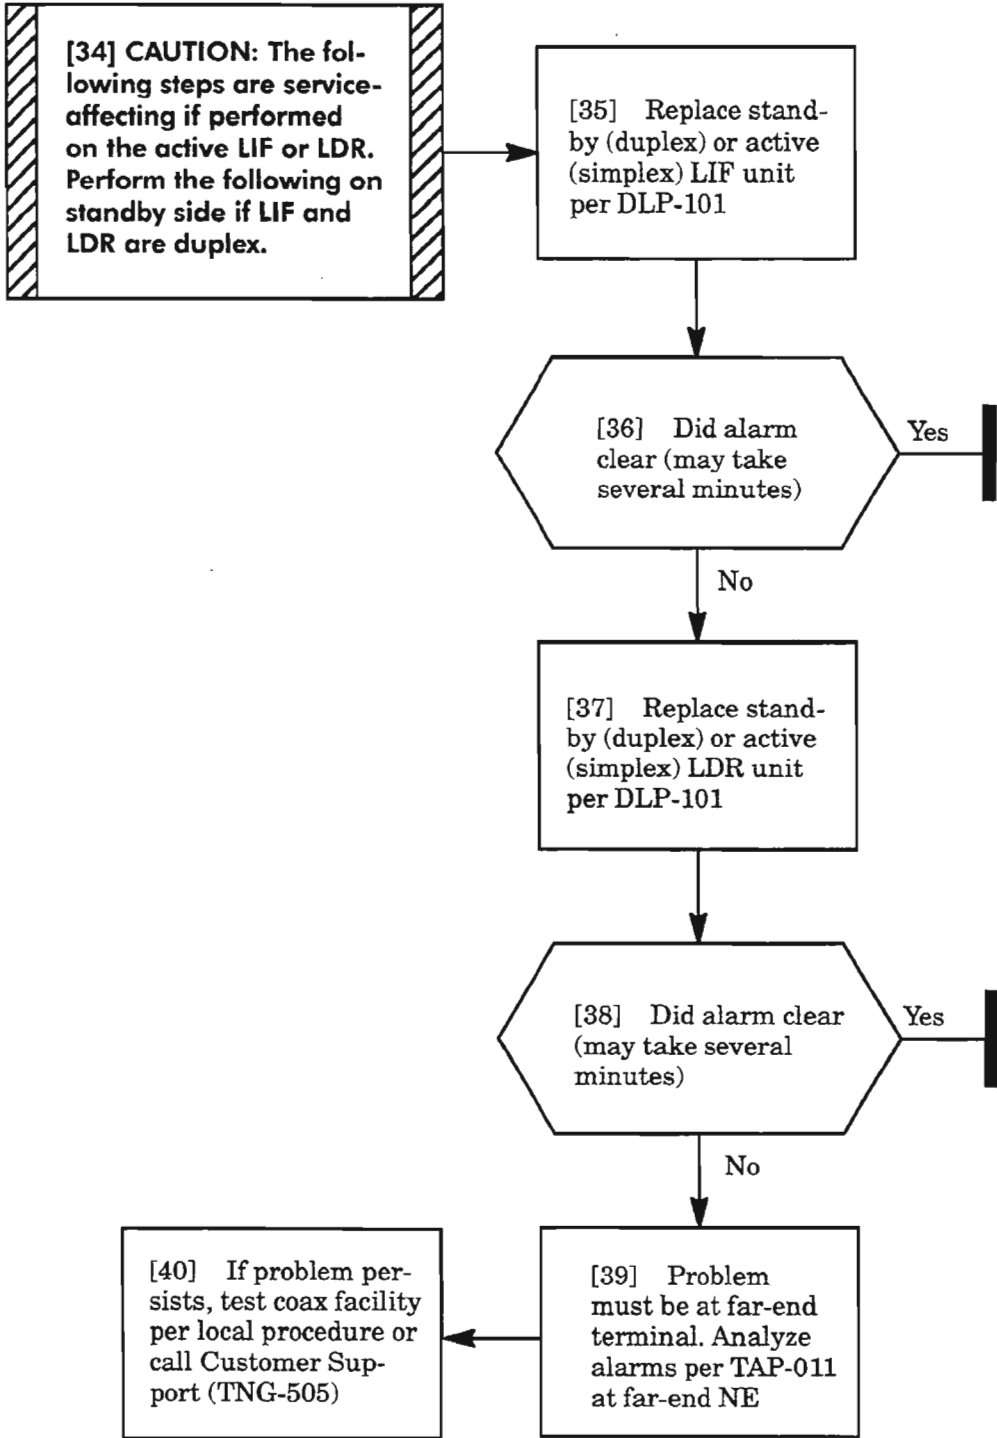 [34] CAUTION: The fol-
lowing steps are service-
affecting if performed
on the active LIF or LDR.
Perform the following on
standby side if LIF and
LDR are duplex.
[35] Replace stand-
by (duplex) or active
(simplex) LIF unit
per DLP-101
[36] Did alarm
clear (may take
several minutes)
Yes
No
[37] Replace stand-
by (duplex) or active
(simplex) LDR unit
per DLP-101
[38] Did alarm clear
(may take several
minutes)
Yes
No
[39] Problem
must be at far-end
terminal. Analyze
alarms per TAP-011
at far-end NE
[40] If problem per-
sists, test coax facility
per local procedure or
call Customer Sup-
port (TNG-505)